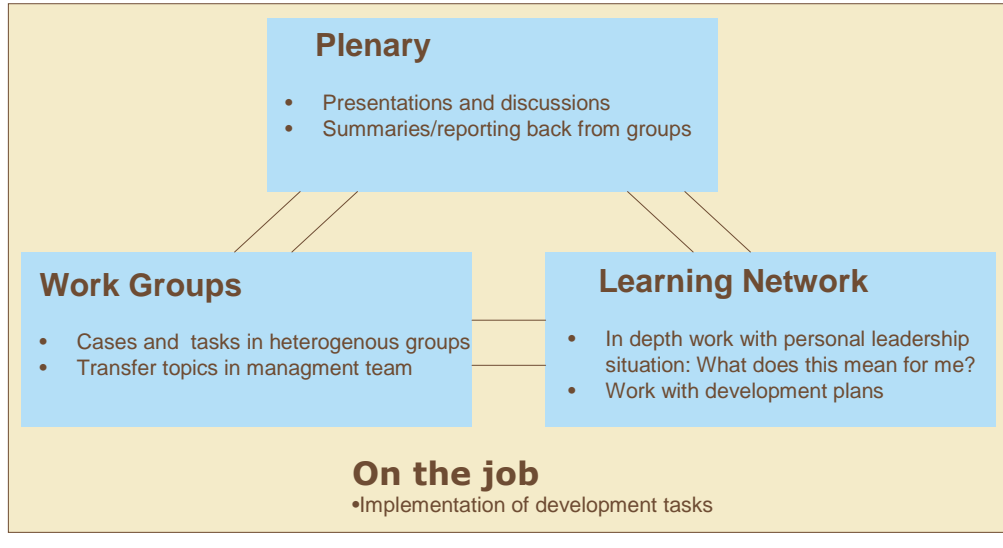 Plenary
• Presentations and discussions
• Summaries/reporting back from groups
Work Groups
• Cases and tasks in heterogenous groups
• Transfer topics in managment team
Learning Network
• In depth work with personal leadership
situation: What does this mean for me?
• Work with development plans
On the job
•Implementation of development tasks